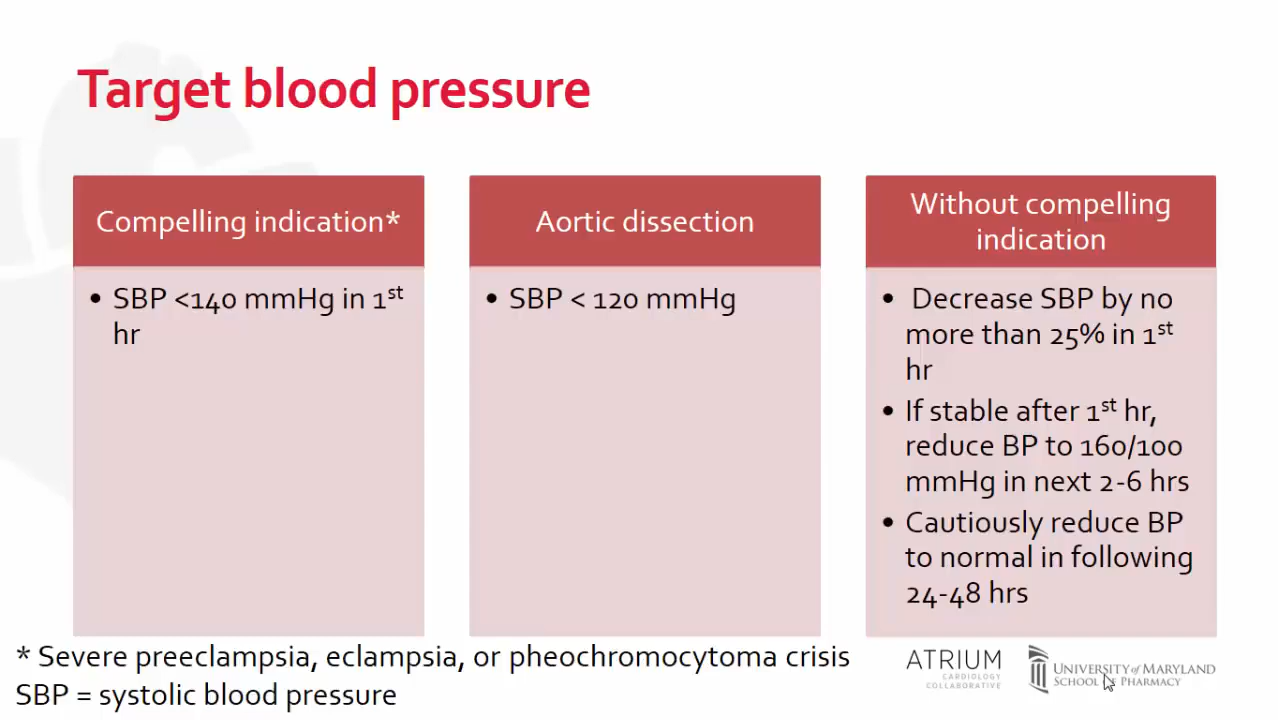 Target blood pressure
Compelling indication*
• SBP <140 mmHg in 1st
hr
Aortic dissection
• SBP < 120 mmHg
Without compelling
indication
• Decrease SBP by no
more than 25% in 1st
hr
• If stable after 1st hr,
reduce BP to 160/100
mmHg in next 2-6 hrs
• Cautiously reduce BP
to normal in following
24-48 hrs
* Severe preeclampsia, eclampsia, or pheochromocytoma crisis
SBP = systolic blood pressure
ATRIUM
CARDIOLOGY
COLLABORATIVE
UNIVERSITY of MARYLAND
SCHOOL OF PHARMACY